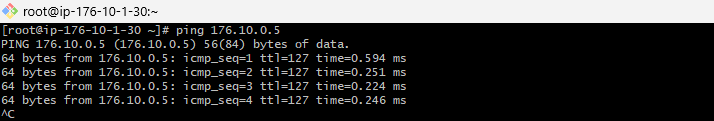 root@ip-176-10-1-30:~
[root@ip-176-10-1-30 ~]# ping 176.10.0.5
PING 176.10.0.5 (176.10.0.5) 56(84) bytes of data.
64 bytes from 176.10.0.5: icmp_seq=1 ttl=127 time=0.594 ms
64 bytes from 176.10.0.5: icmp_seq=2 ttl=127 time=0.251 ms
64 bytes from 176.10.0.5: icmp_seq=3 ttl=127 time=0.224 ms
64 bytes from 176.10.0.5: icmp_seq=4 ttl=127 time=0.246 ms
^C